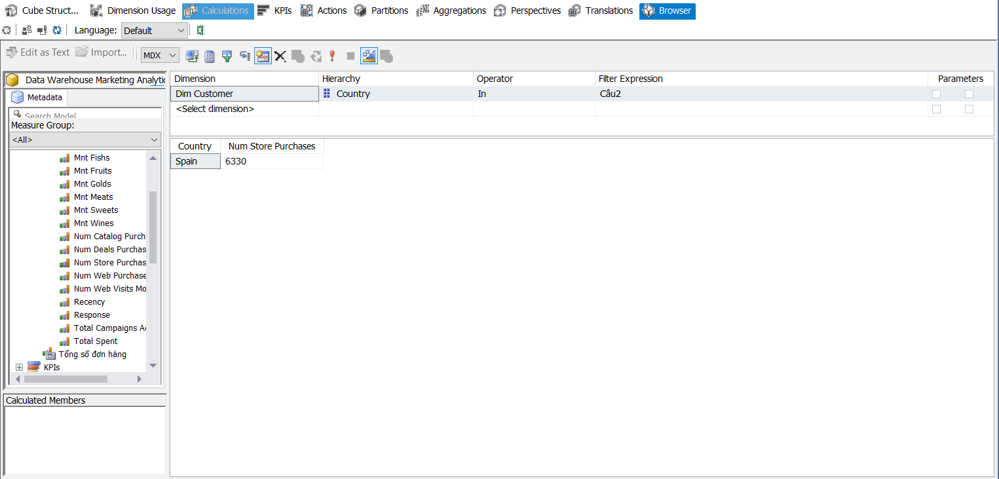 Cube Struct... Dimension Usage Calculations KPIs Actions Partitions Aggregations Perspectives Translations Browser
Language: Default
Edit as Text Import... MDX
Data Warehouse Marketing Analytic
Metadata
Search Model
Measure Group:
<All>
Mnt Fishs
Mnt Fruits
Mnt Golds
Mnt Meats
Mnt Sweets
Mnt Wines
Num Catalog Purch
Num Deals Purchas
Num Store Purchas
Num Web Purchase
Num Web Visits Mo
Recency
Response
Total Campaigns A
Total Spent
Tổng số đơn hàng
KPIs
Calculated Members
Dimension Hierarchy Operator Filter Expression Parameters
Dim Customer Country In Câu2
<Select dimension>
Country Num Store Purchases
Spain 6330